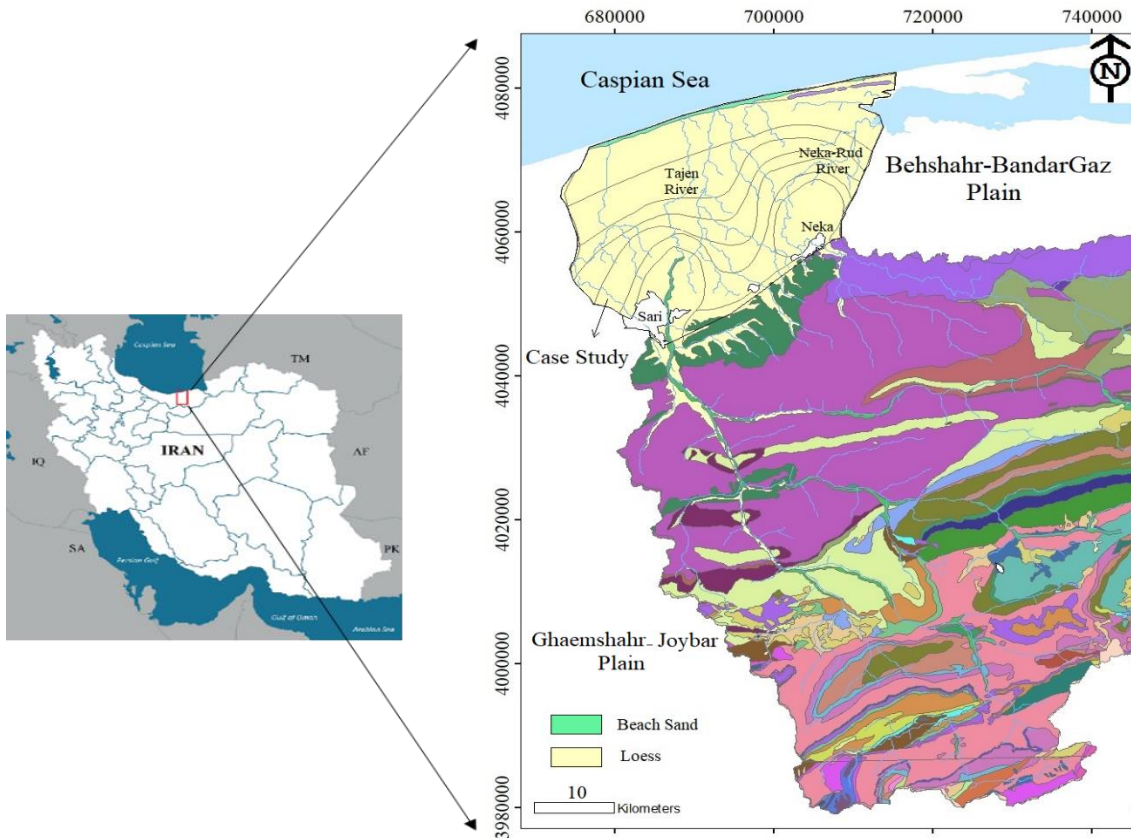 680000
700000
720000
740000
4080000
4060000
4040000
4020000
4000000
3980000
N
Caspian Sea
Tajen
River
Neka-Rud
River
Behshahr-BandarGaz
Plain
Neka
Sari
Case Study
Ghaemshahr-Joybar
Plain
Beach Sand
Loess
10
Kilometers
Caspian Sea
TM
IRAN
AF
IQ
SA
PK
Persian Gulf
Gulf of Oman
Arabian Sea